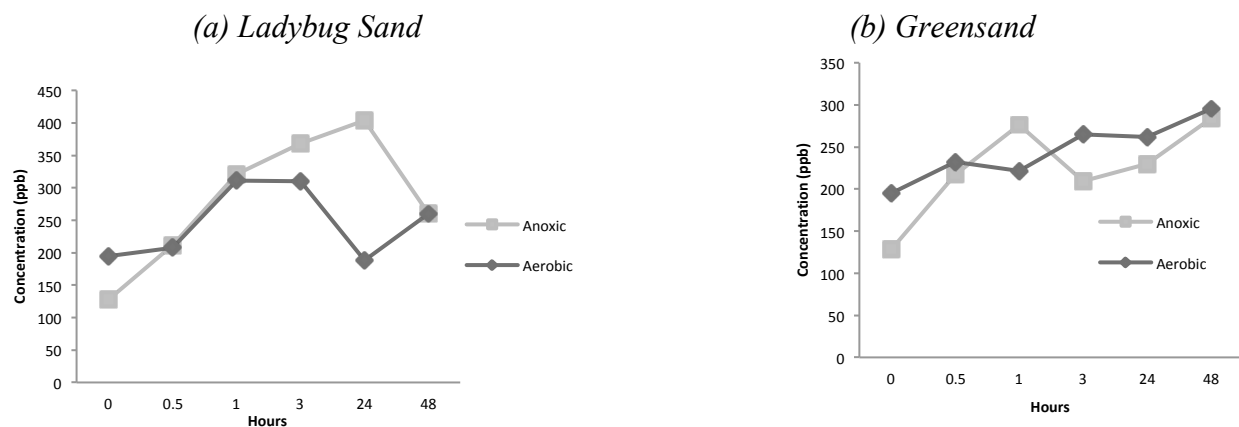 (a) Ladybug Sand
Concentration (ppb)
450
400
350
300
250
200
150
100
50
0
0 0.5 1 3 24 48
Hours
Anoxic
Aerobic
(b) Greensand
Concentration (ppb)
350
300
250
200
150
100
50
0
0 0.5 1 3 24 48
Hours
Anoxic
Aerobic